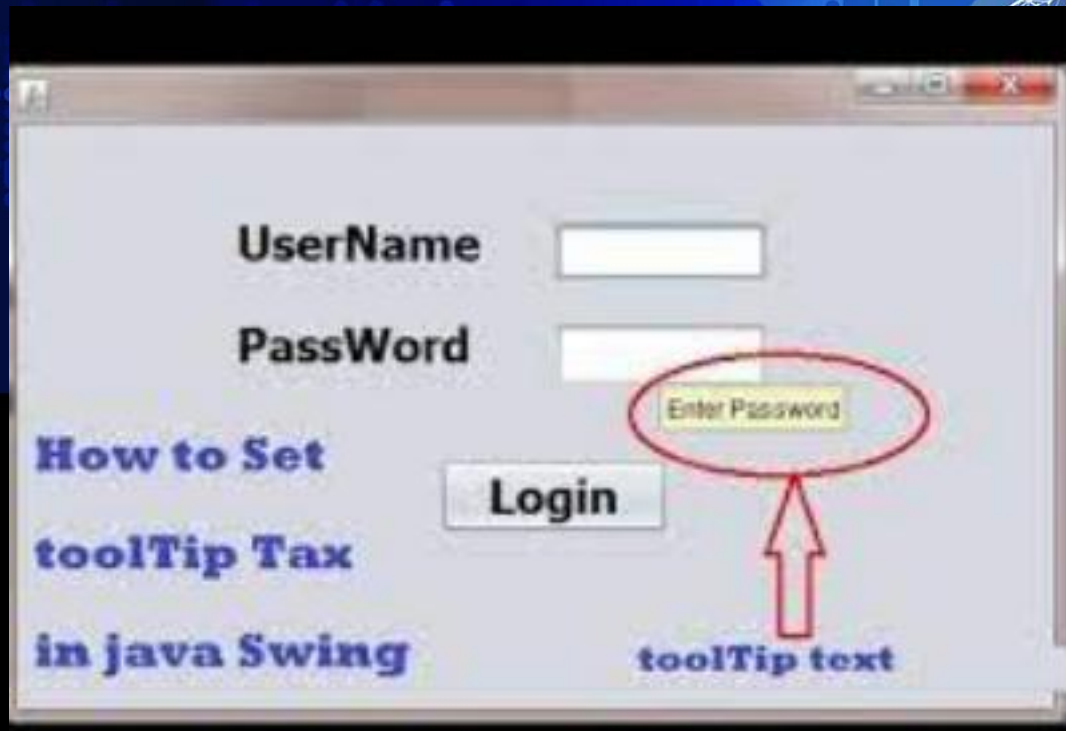 UserName
PassWord
Enter Password
How to Set
Login
toolTip Tax
in java Swing
toolTip text